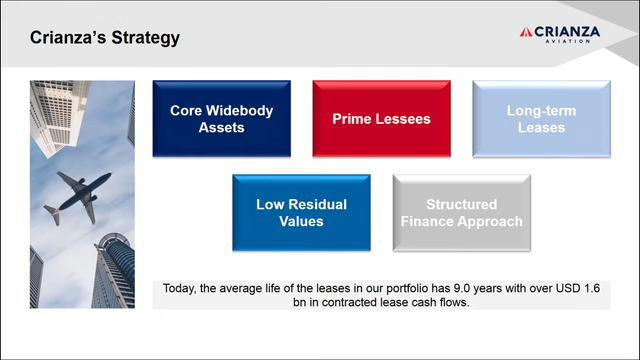 Crianza's Strategy
CRIANZA
AVIATION
Core Widebody
Assets
Prime Lessees
Long-term
Leases
Low Residual
Values
Structured
Finance Approach
Today, the average life of the leases in our portfolio has 9.0 years with over USD 1.6
bn in contracted lease cash flows.